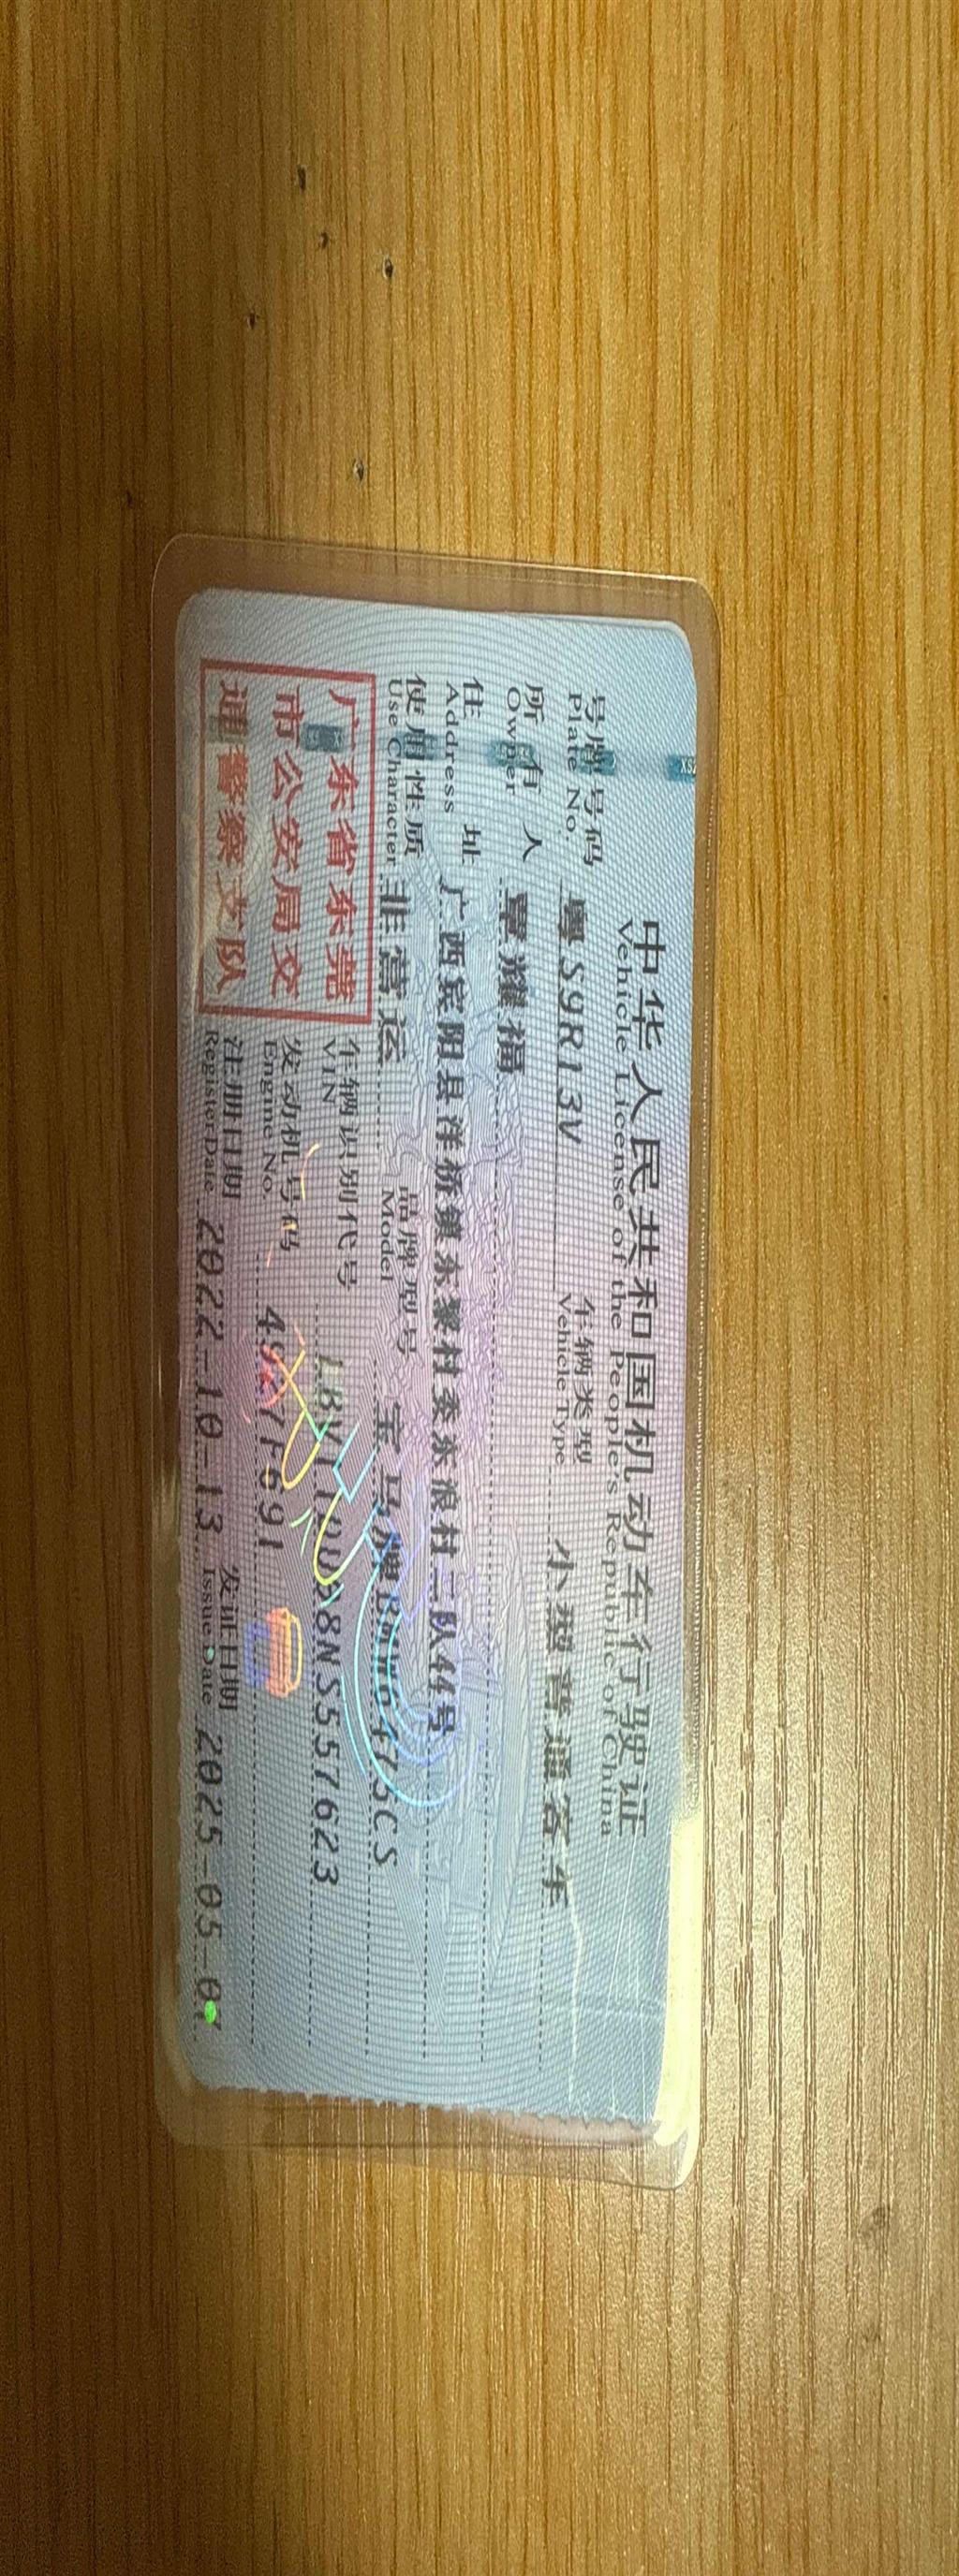 中华人民共和国机动车行驶证
Vehicle License of the People's Republic of China
号牌号码 粤S9R13V 车辆类型 小型普通客车
Plate No. Vehicle Type
所有人 覃耀福
Owner
住址 广西宾阳县洋桥镇东黎村委东浪村二队44号
Address
使用性质 非营运 品牌型号 宝马牌
Use Character Model
广东省东莞
市公安局交
通警察支队
车辆识别代号
VIN
发动机号码
Engine No.
注册日期 2022-10-13 发证日期
Register Date Issue Date